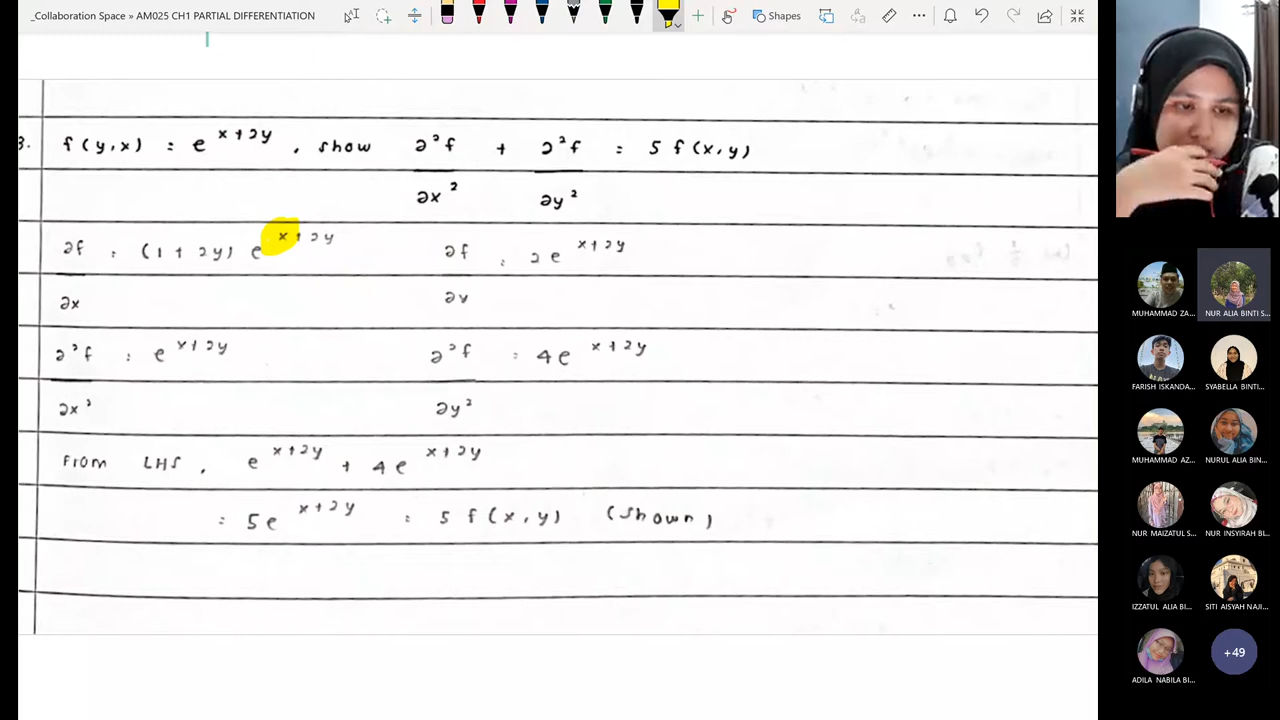 _Collaboration Space » AM025 CH1 PARTIAL DIFFERENTIATION
Shapes
3. f(y,x) = e^(x+2y), show ∂²f/∂x² + ∂²f/∂y² = 5 f(x,y)
∂f/∂x = (1+2y) e^(x+2y)    ∂f/∂y = 2e^(x+2y)
∂²f/∂x² = e^(x+2y)    ∂²f/∂y² = 4e^(x+2y)
From LHS, e^(x+2y) + 4e^(x+2y)
= 5e^(x+2y) = 5 f(x,y) (shown)
MUHAMMAD ZA...
NUR ALIA BINTI S...
FARISH ISKANDA...
SYABELLA BINTI...
MUHAMMAD AZ...
NURUL ALIA BIN...
NUR MAIZATUL S...
NUR INSYIRAH BI...
IZZATUL ALIA BI...
SITI AISYAH NAJI...
ADILA NABILA BI...
+49